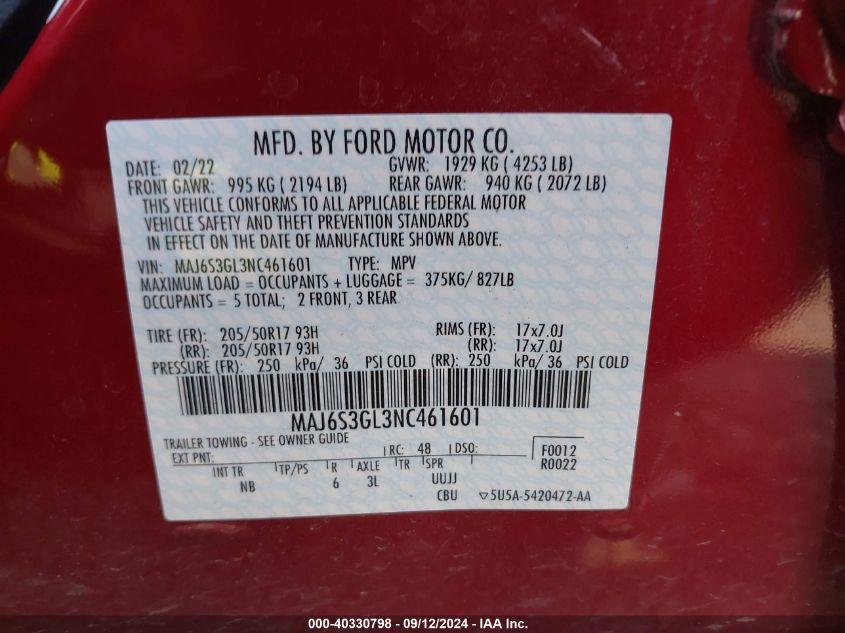 MFD. BY FORD MOTOR CO.
DATE: 02/22 GVWR: 1929 KG ( 4253 LB)
FRONT GAWR: 995 KG ( 2194 LB) REAR GAWR: 940 KG ( 2072 LB)
THIS VEHICLE CONFORMS TO ALL APPLICABLE FEDERAL MOTOR
VEHICLE SAFETY AND THEFT PREVENTION STANDARDS
IN EFFECT ON THE DATE OF MANUFACTURE SHOWN ABOVE.
VIN: MAJ6S3GL3NC461601 TYPE: MPV
MAXIMUM LOAD = OCCUPANTS + LUGGAGE = 375KG/ 827LB
OCCUPANTS = 5 TOTAL; 2 FRONT, 3 REAR
TIRE (FR): 205/50R17 93H RIMS (FR): 17x7.0J
(RR): 205/50R17 93H (RR): 17x7.0J
PRESSURE (FR): 250 kPa/ 36 PSI COLD (RR): 250 kPa/ 36 PSI COLD
MAJ6S3GL3NC461601
TRAILER TOWING - SEE OWNER GUIDE
EXT PNT: RC: 48 DSO: F0012
R0022
INT TR TP/PS R AXLE TR SPR
NB 6 3L UUJJ
CBU ▽5U5A-5420472-AA
000-40330798 - 09/12/2024 - IAA Inc.